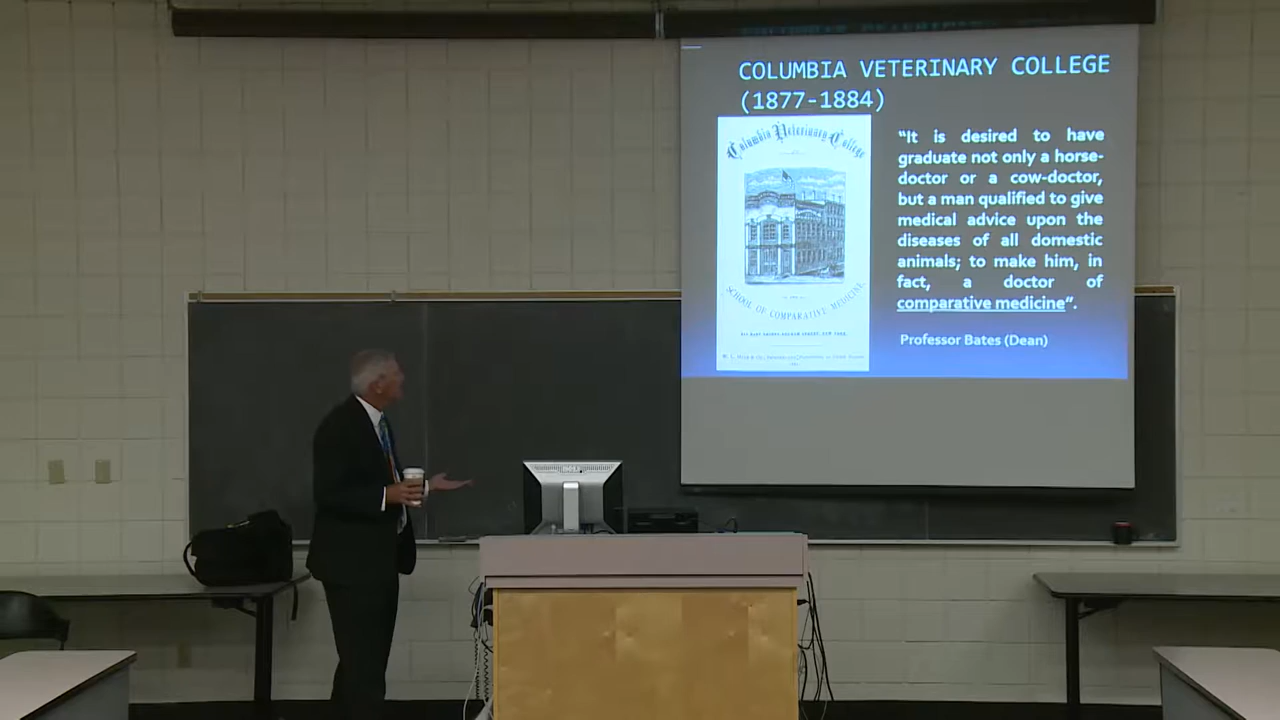 COLUMBIA VETERINARY COLLEGE
(1877-1884)
Columbia Veterinary College
SCHOOL OF COMPARATIVE MEDICINE
"It is desired to have
graduate not only a horse-
doctor or a cow-doctor,
but a man qualified to give
medical advice upon the
diseases of all domestic
animals; to make him, in
fact, a doctor of
comparative medicine".
Professor Bates (Dean)